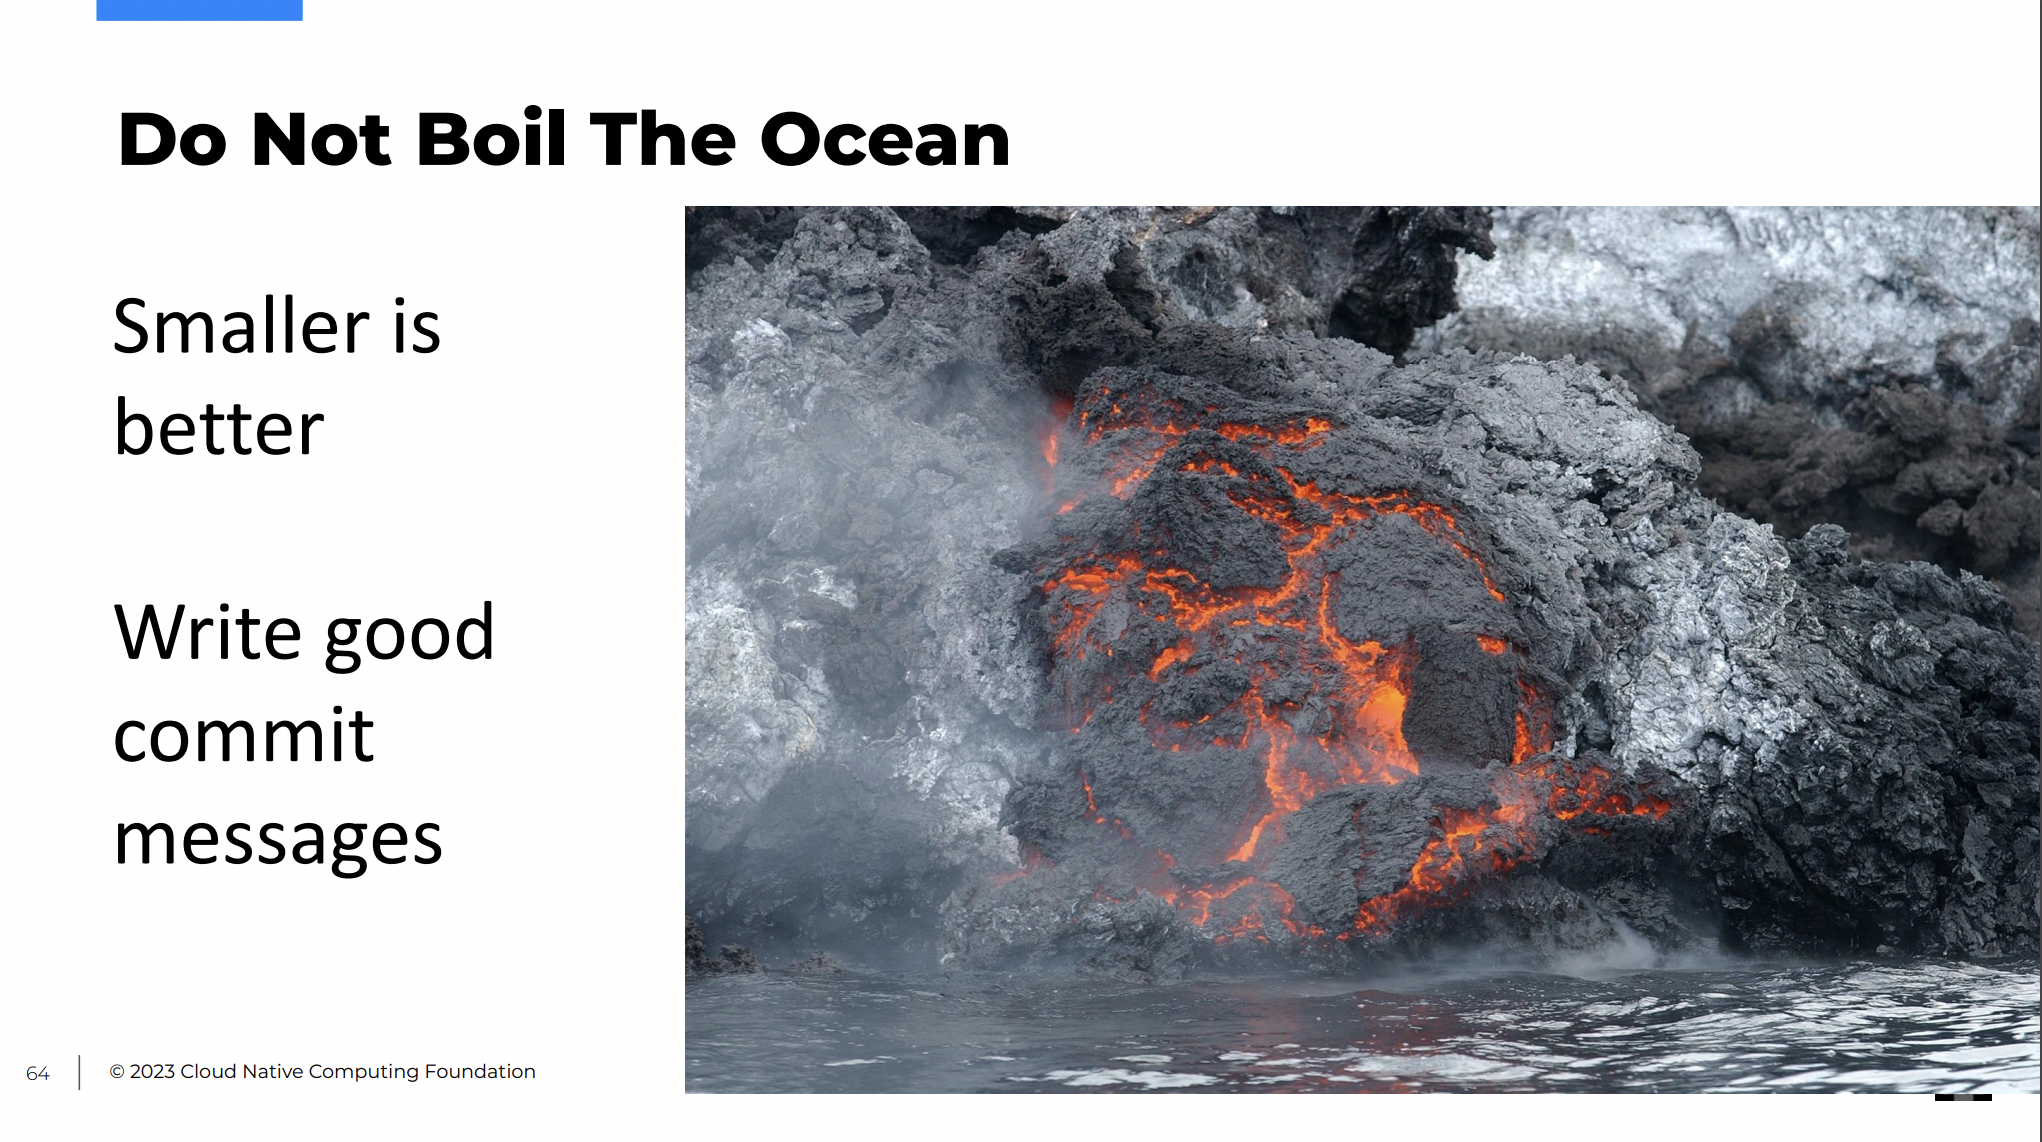 Do Not Boil The Ocean
Smaller is
better
Write good
commit
messages
64
© 2023 Cloud Native Computing Foundation